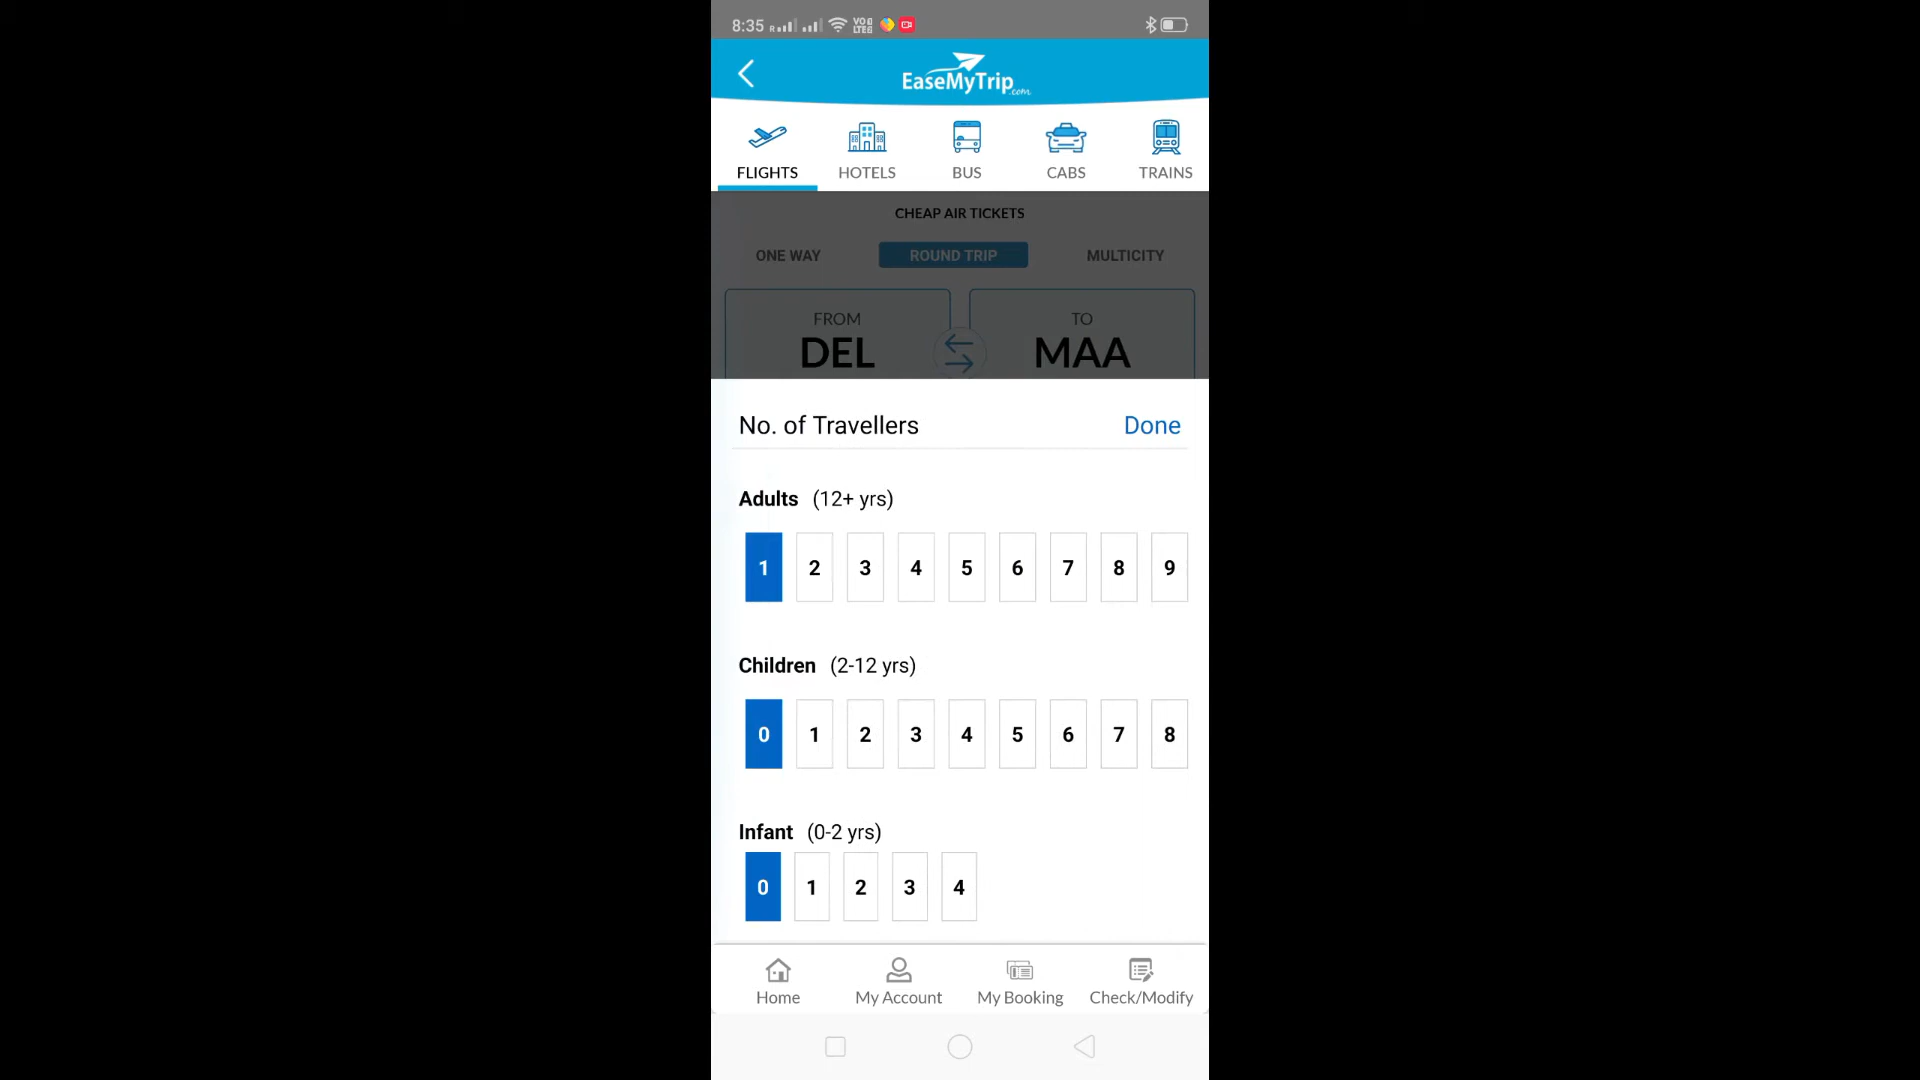 8:35 R VoD LTE
EaseMyTrip.com
FLIGHTS HOTELS BUS CABS TRAINS
CHEAP AIR TICKETS
ONE WAY ROUND TRIP MULTICITY
FROM TO
DEL MAA
No. of Travellers Done
Adults (12+ yrs)
1 2 3 4 5 6 7 8 9
Children (2-12 yrs)
0 1 2 3 4 5 6 7 8
Infant (0-2 yrs)
0 1 2 3 4
Home My Account My Booking Check/Modify